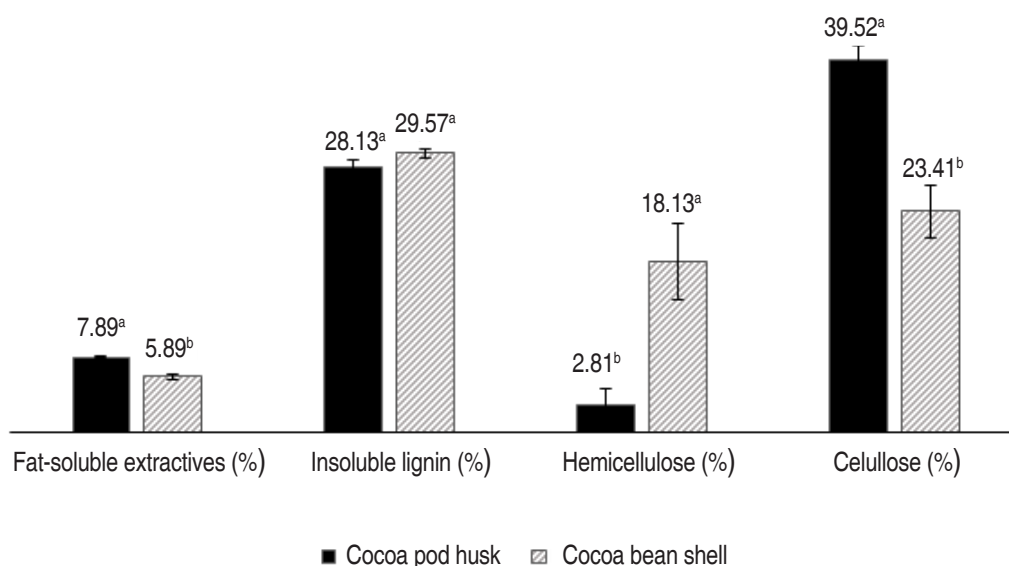 39.52ᵃ
28.13ᵃ 29.57ᵃ
23.41ᵇ
18.13ᵃ
7.89ᵃ
5.89ᵇ
2.81ᵇ
Fat-soluble extractives (%) Insoluble lignin (%) Hemicellulose (%) Celullose (%)
Cocoa pod husk Cocoa bean shell